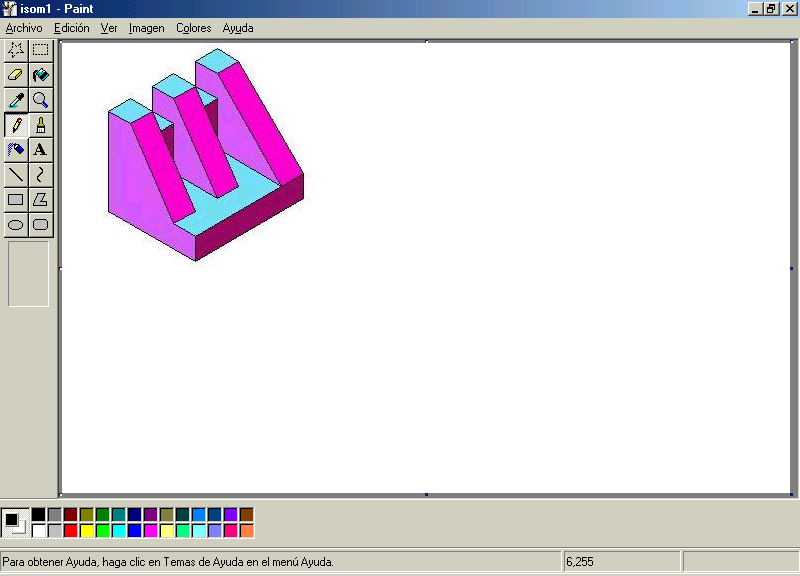 isom1 - Paint
Archivo Edición Ver Imagen Colores Ayuda
A
Para obtener Ayuda, haga clic en Temas de Ayuda en el menú Ayuda.
6,255